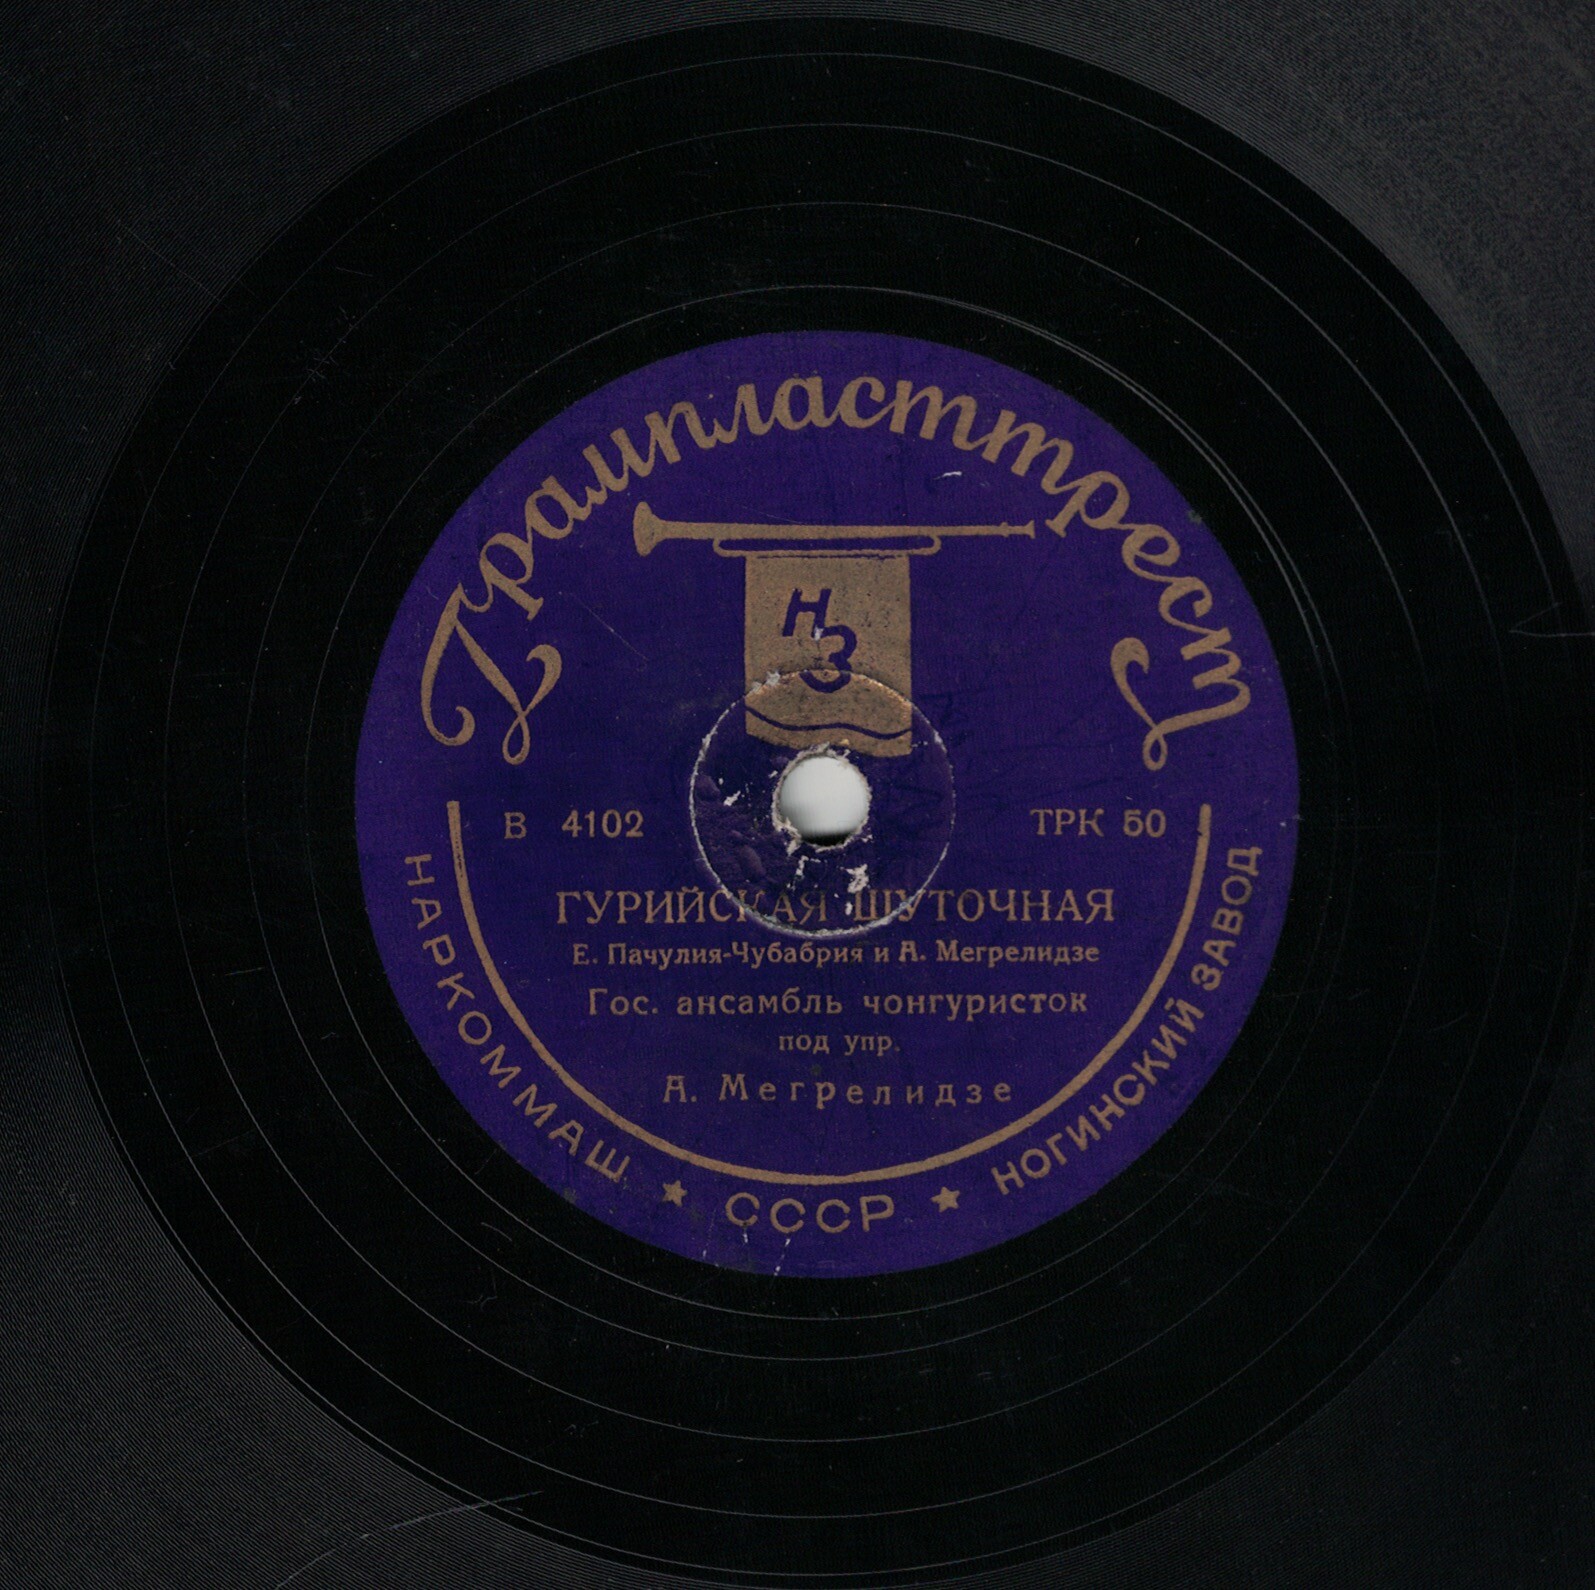 Грампласттрест
НЗ
В 4102
ТРК 50
ГУРИЙСКАЯ ШУТОЧНАЯ
Е. Пачулия-Чубабрия и А. Мегрелидзе
Гос. ансамбль чонгуристок
под упр.
А. Мегрелидзе
НАРКОММАШ ★ СССР ★ НОГИНСКИЙ ЗАВОД